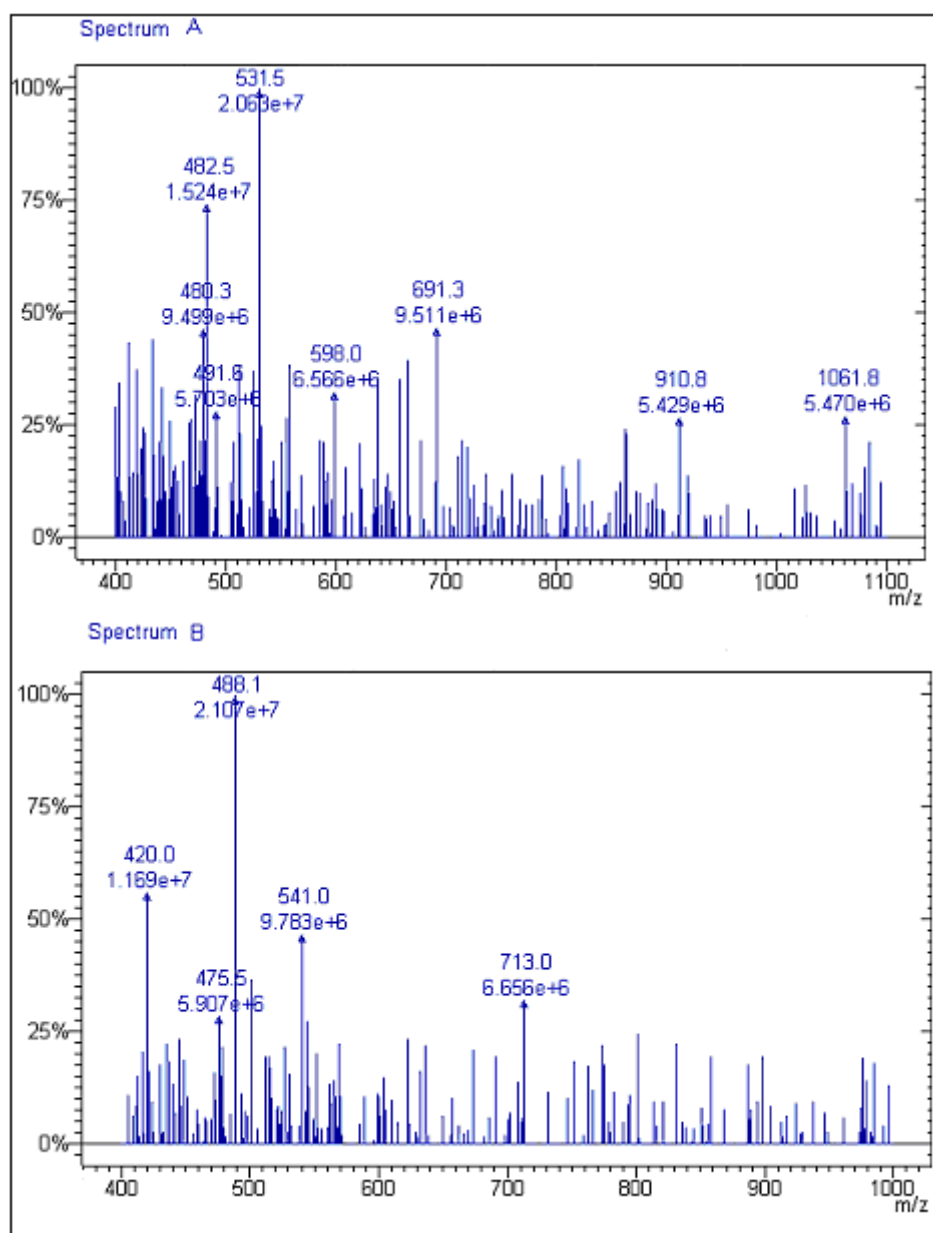 Spectrum A
100%
75%
50%
25%
0%
531.5
2.063e+7
482.5
1.524e+7
480.3
9.499e+6
691.3
9.511e+6
598.0
6.566e+6
491.6
5.703e+6
910.8
5.429e+6
1061.8
5.470e+6
400 500 600 700 800 900 1000 1100
m/z
Spectrum B
100%
75%
50%
25%
0%
488.1
2.107e+7
420.0
1.169e+7
541.0
9.783e+6
475.5
5.907e+6
713.0
6.656e+6
400 500 600 700 800 900 1000
m/z